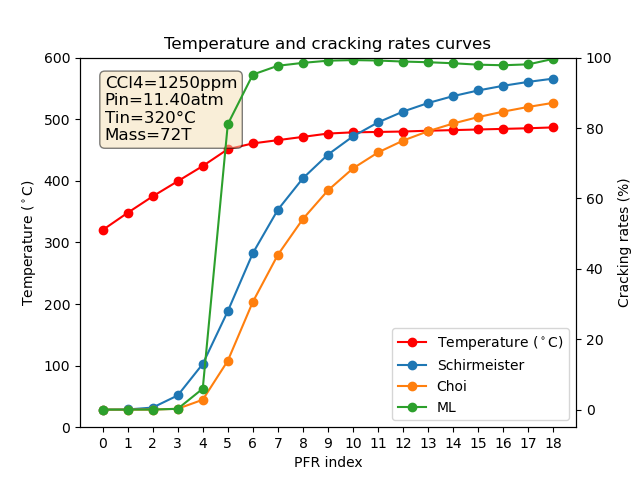 Temperature and cracking rates curves
CCl4=1250ppm
Pin=11.40atm
Tin=320°C
Mass=72T
Temperature (°C)
600
500
400
300
200
100
0
100
80
60
40
20
0
Cracking rates (%)
Temperature (°C)
Schirmeister
Choi
ML
0 1 2 3 4 5 6 7 8 9 10 11 12 13 14 15 16 17 18
PFR index